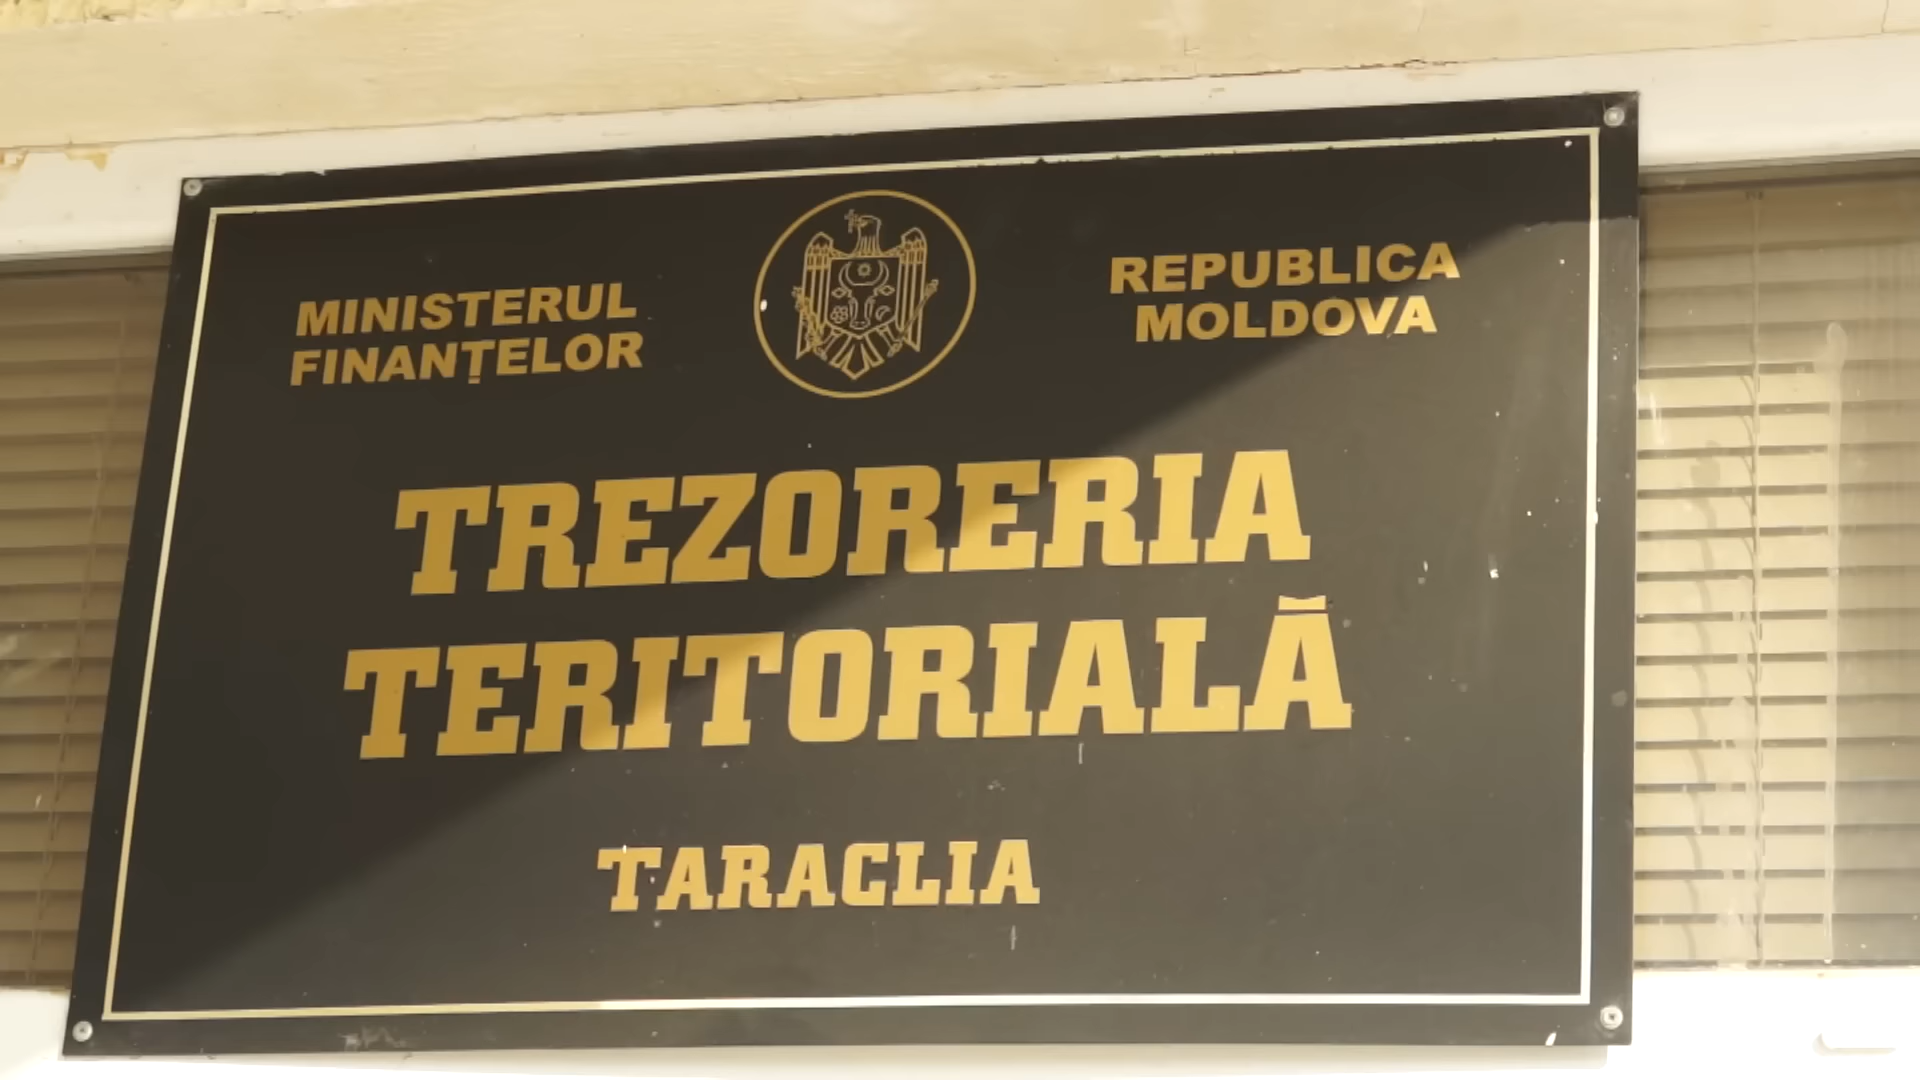 MINISTERUL
FINANȚELOR
REPUBLICA
MOLDOVA
TREZORERIA
TERITORIALĂ
TARACLIA